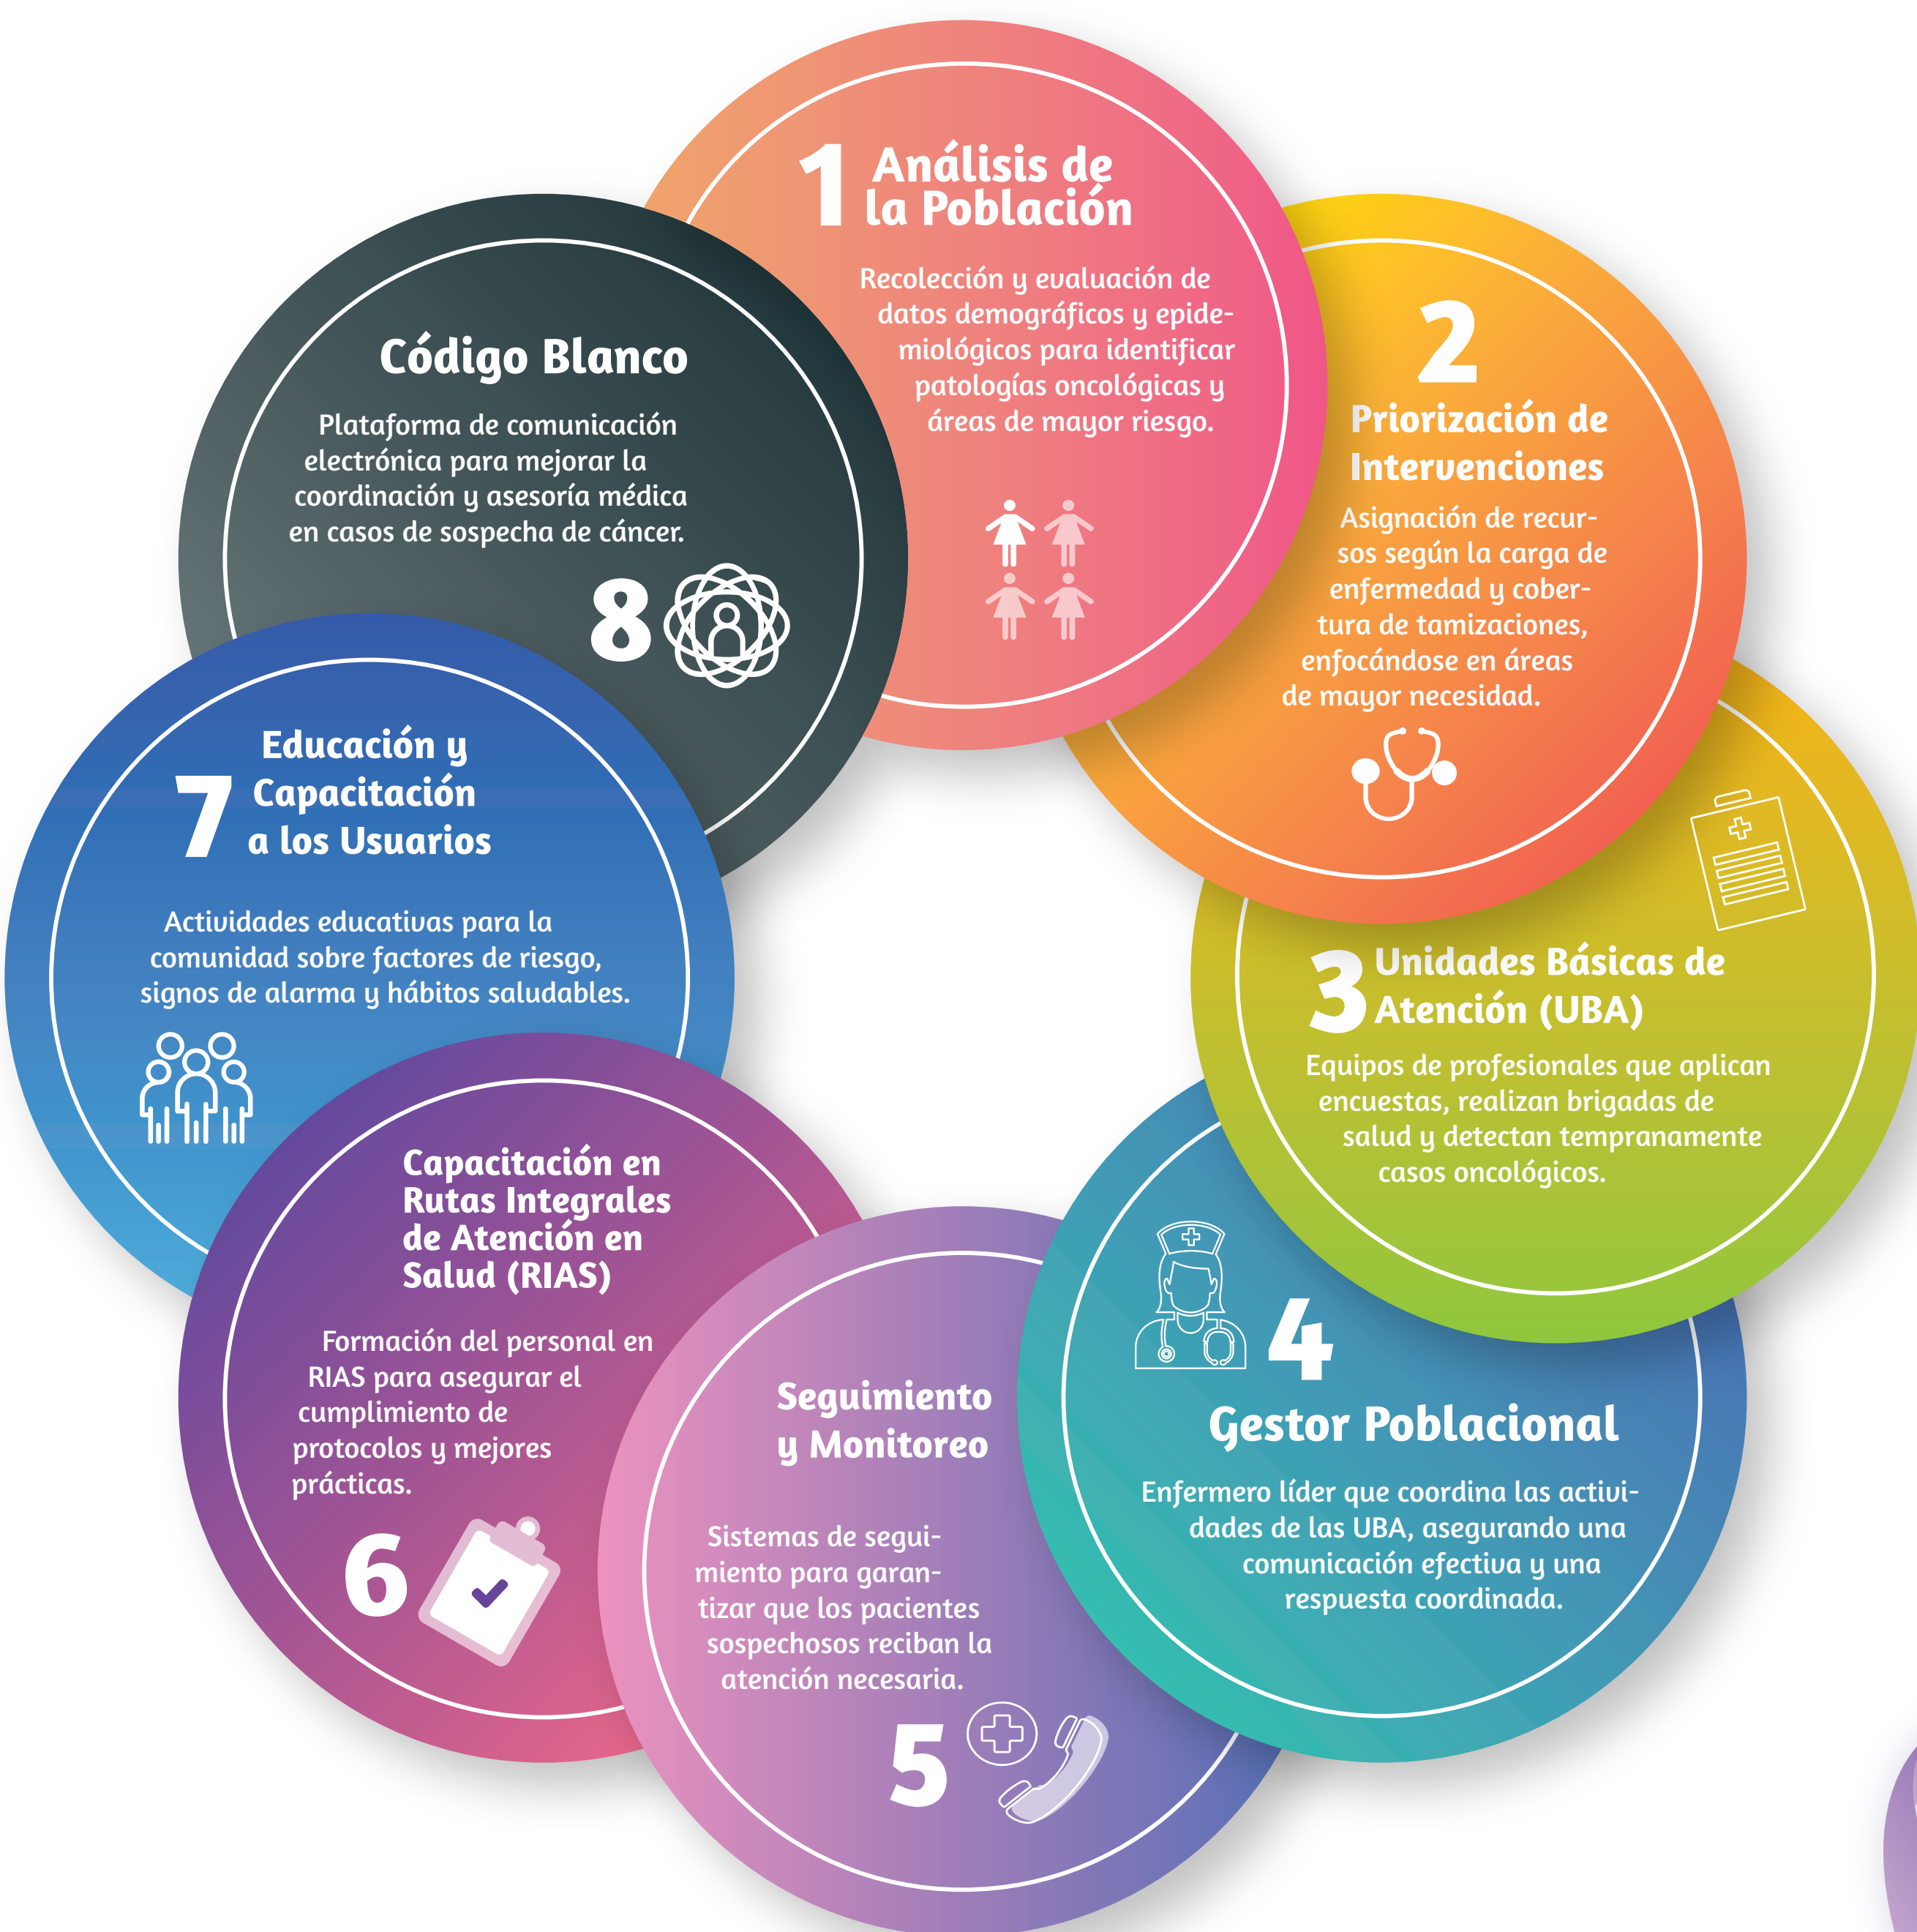 1 Análisis de
la Población
Recolección y evaluación de
datos demográficos y epide-
miológicos para identificar
patologías oncológicas y
áreas de mayor riesgo.
2
Priorización de
Intervenciones
Asignación de recur-
sos según la carga de
enfermedad y cober-
tura de tamizaciones,
enfocándose en áreas
de mayor necesidad.
3 Unidades Básicas de
Atención (UBA)
Equipos de profesionales que aplican
encuestas, realizan brigadas de
salud y detectan tempranamente
casos oncológicos.
4
Gestor Poblacional
Enfermero líder que coordina las activi-
dades de las UBA, asegurando una
comunicación efectiva y una
respuesta coordinada.
Seguimiento
y Monitoreo
Sistemas de segui-
miento para garan-
tizar que los pacientes
sospechosos reciban la
atención necesaria.
5
Capacitación en
Rutas Integrales
de Atención en
Salud (RIAS)
Formación del personal en
RIAS para asegurar el
cumplimiento de
protocolos y mejores
prácticas.
6
Educación y
7 Capacitación
a los Usuarios
Actividades educativas para la
comunidad sobre factores de riesgo,
signos de alarma y hábitos saludables.
Código Blanco
Plataforma de comunicación
electrónica para mejorar la
coordinación y asesoría médica
en casos de sospecha de cáncer.
8